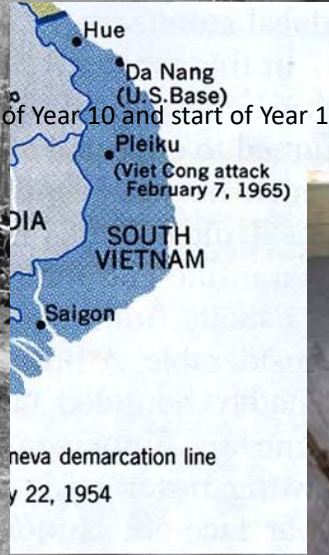 Hue
Da Nang
(U.S.Base)
of Year 10 and start of Year 1
Pleiku
(Viet Cong attack
February 7, 1965)
DIA
SOUTH
VIETNAM
Saigon
neva demarcation line
y 22, 1954